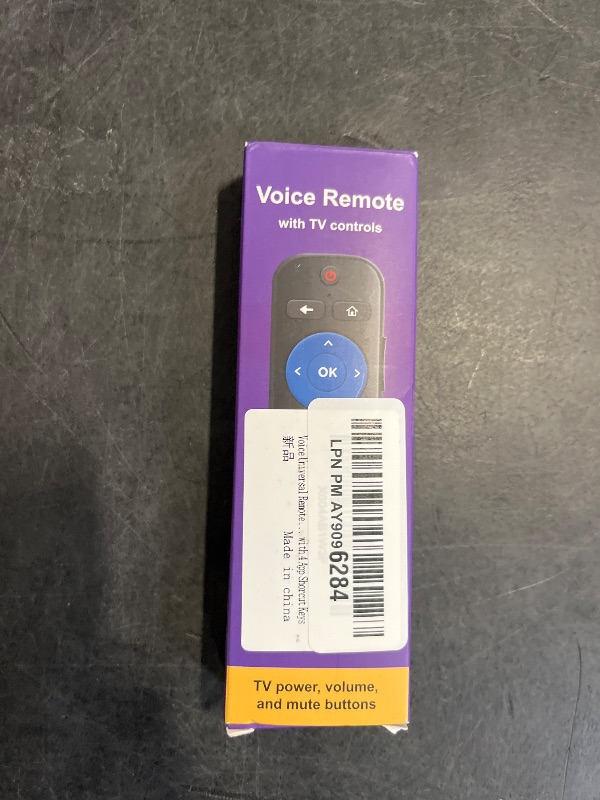 Voice Remote
with TV controls
OK
Voice Universal Remote...with 4 App Shorcut Keys
新品
Made in china
LPN PM AY9096284
TV power, volume,
and mute buttons